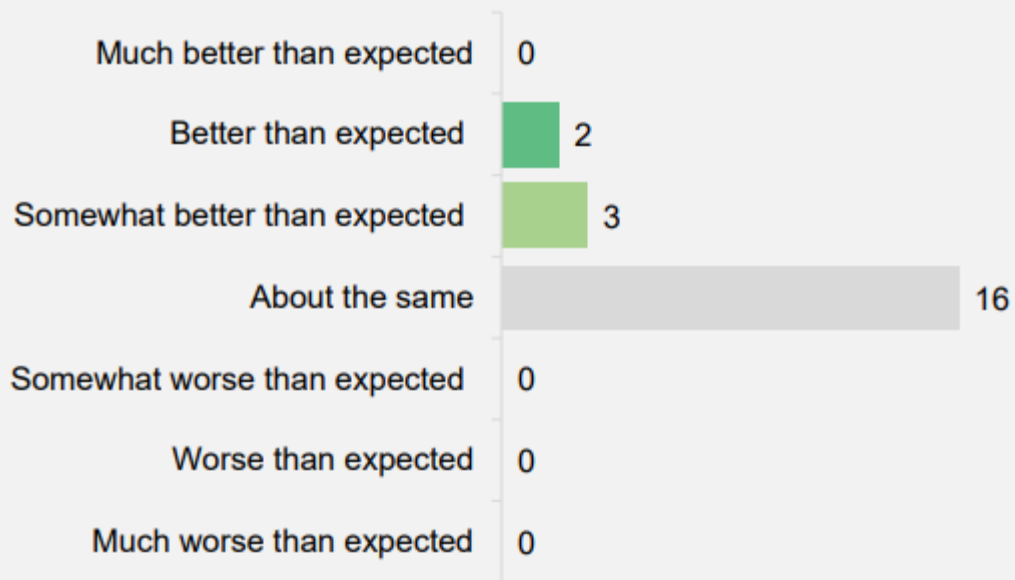 Much better than expected 0
Better than expected 2
Somewhat better than expected 3
About the same 16
Somewhat worse than expected 0
Worse than expected 0
Much worse than expected 0